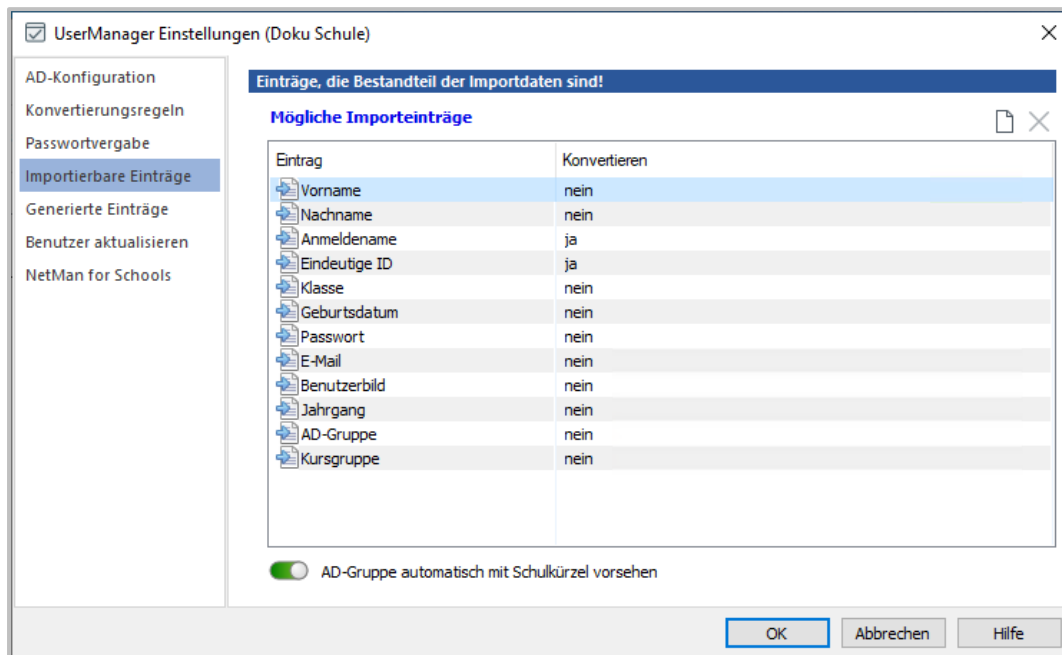 UserManager Einstellungen (Doku Schule)
AD-Konfiguration
Konvertierungsregeln
Passwortvergabe
Importierbare Einträge
Generierte Einträge
Benutzer aktualisieren
NetMan for Schools
Einträge, die Bestandteil der Importdaten sind!
Mögliche Importeinträge
Eintrag Konvertieren
Vorname nein
Nachname nein
Anmeldename ja
Eindeutige ID ja
Klasse nein
Geburtsdatum nein
Passwort nein
E-Mail nein
Benutzerbild nein
Jahrgang nein
AD-Gruppe nein
Kursgruppe nein
AD-Gruppe automatisch mit Schulkürzel vorsehen
OK Abbrechen Hilfe